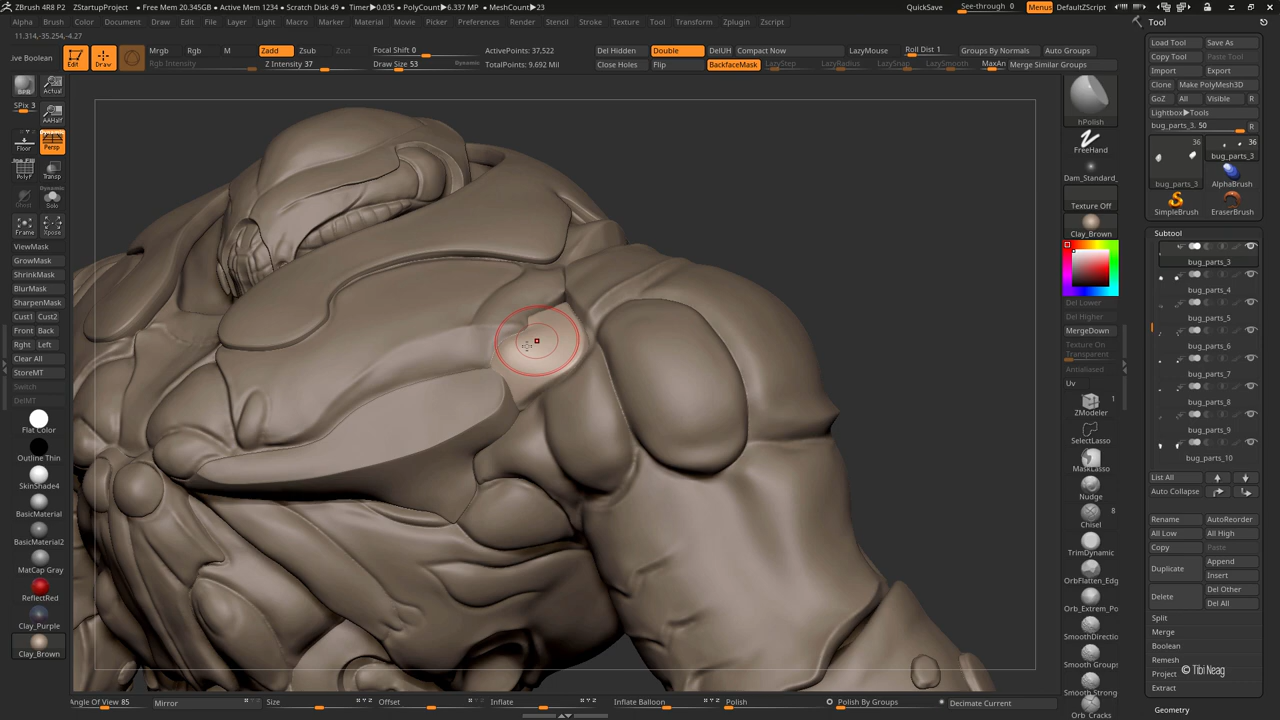 ZBrush 4R8 P2 ZStartupProject • Free Mem 20.345GB • Active Mem 1234 • Scratch Disk 49 • Timer▶0.035 • PolyCount▶6.337 MP • MeshCount▶23
QuickSave
See-through 0
Menus
DefaultZScript
Alpha Brush Color Document Draw Edit File Layer Light Macro Marker Material Movie Picker Preferences Render Stencil Stroke Texture Tool Transform Zplugin Zscript
11.314,-35.254,-4.27
ive Boolean
Edit
Draw
Mrgb Rgb M
Rgb Intensity
Zadd Zsub Zcut
Z Intensity 37
Focal Shift 0
Draw Size 53
Dynamic
ActivePoints: 37,522
TotalPoints: 9.692 Mil
Del Hidden
Close Holes
Double
Flip
DelUH
BackfaceMask
Compact Now
LazyStep
LazyMouse
LazyRadius
LazySnap
LazySmooth
Roll Dist 1
MaxAn
Groups By Normals
Auto Groups
Merge Similar Groups
BPR
SPix 3
Actual
AAHalf
Floor
Dynamic
Persp
PolyF
Transp
Ghost
Dynamic
Solo
Frame
Xpose
ViewMask
GrowMask
ShrinkMask
BlurMask
SharpenMask
Cust1 Cust2
Front Back
Rght Left
Clear All
StoreMT
Switch
DelMT
Flat Color
Outline Thin
SkinShade4
BasicMaterial
BasicMaterial2
MatCap Gray
ReflectRed
Clay_Purple
Clay_Brown
hPolish
FreeHand
Dam_Standard_
Texture Off
Clay_Brown
Del Lower
Del Higher
MergeDown
Texture On
Transparent
Antialiased
Uv
1
ZModeler
SelectLasso
MaskLasso
Nudge
8
Chisel
TrimDynamic
OrbFlatten_Edg
Orb_Extrem_Po
SmoothDirectio
Smooth Groups
Smooth Strong
Orb_Cracks
Tool
Load Tool Save As
Copy Tool Paste Tool
Import Export
Clone Make PolyMesh3D
GoZ All Visible R
Lightbox▶Tools
bug_parts_3. 50 R
36
bug_parts_3
36
bug_parts_3
AlphaBrush
SimpleBrush
EraserBrush
Subtool
bug_parts_3
bug_parts_4
bug_parts_5
bug_parts_6
bug_parts_7
bug_parts_8
bug_parts_9
bug_parts_10
List All
Auto Collapse
Rename AutoReorder
All Low All High
Copy Paste
Duplicate
Append
Insert
Delete
Del Other
Del All
Split
Merge
Boolean
Remesh
Project
Extract
© Tibi Neag
Geometry
Angle Of View 85
Mirror
Size
Offset
Inflate
Inflate Balloon
Polish
Polish By Groups
Decimate Current